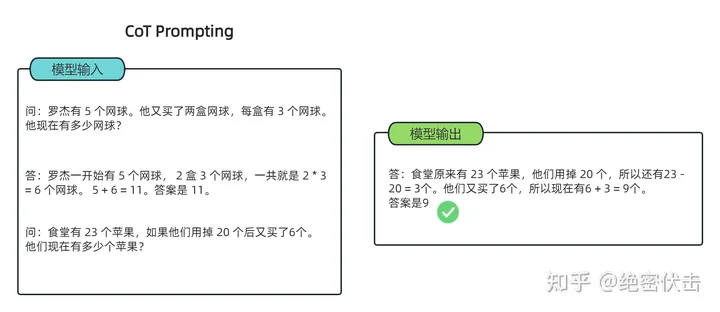 CoT Prompting
模型输入
问：罗杰有 5 个网球。他又买了两盒网球，每盒有 3 个网球。
他现在有多少网球？
答：罗杰一开始有 5 个网球， 2 盒 3 个网球，一共就是 2 * 3
= 6 个网球。 5 + 6 = 11。答案是 11。
问：食堂有 23 个苹果，如果他们用掉 20 个后又买了6个。
他们现在有多少个苹果？
模型输出
答：食堂原来有 23 个苹果，他们用掉 20 个，所以还有23 -
20 = 3个。他们又买了6个，所以现在有6 + 3 = 9个。
答案是9
知乎 @绝密伏击